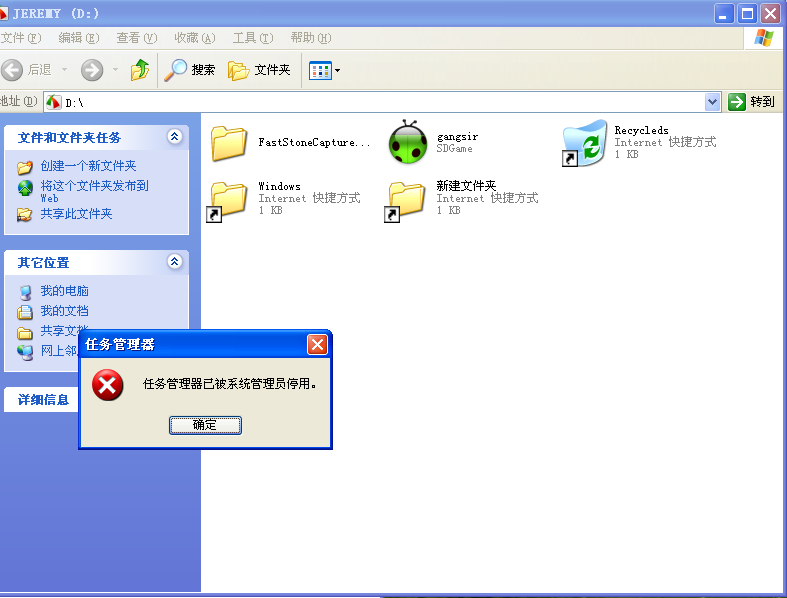 JEREMY (D:)
文件(F) 编辑(E) 查看(V) 收藏(A) 工具(T) 帮助(H)
后退 搜索 文件夹
地址(D) D:\ 转到
文件和文件夹任务
创建一个新文件夹
将这个文件夹发布到
Web
共享此文件夹
其它位置
我的电脑
我的文档
共享文档
网上邻
详细信息
FastStoneCapture...
gangsir
SDGame
Recycleds
Internet 快捷方式
1 KB
Windows
Internet 快捷方式
1 KB
新建文件夹
Internet 快捷方式
1 KB
任务管理器
任务管理器已被系统管理员停用。
确定